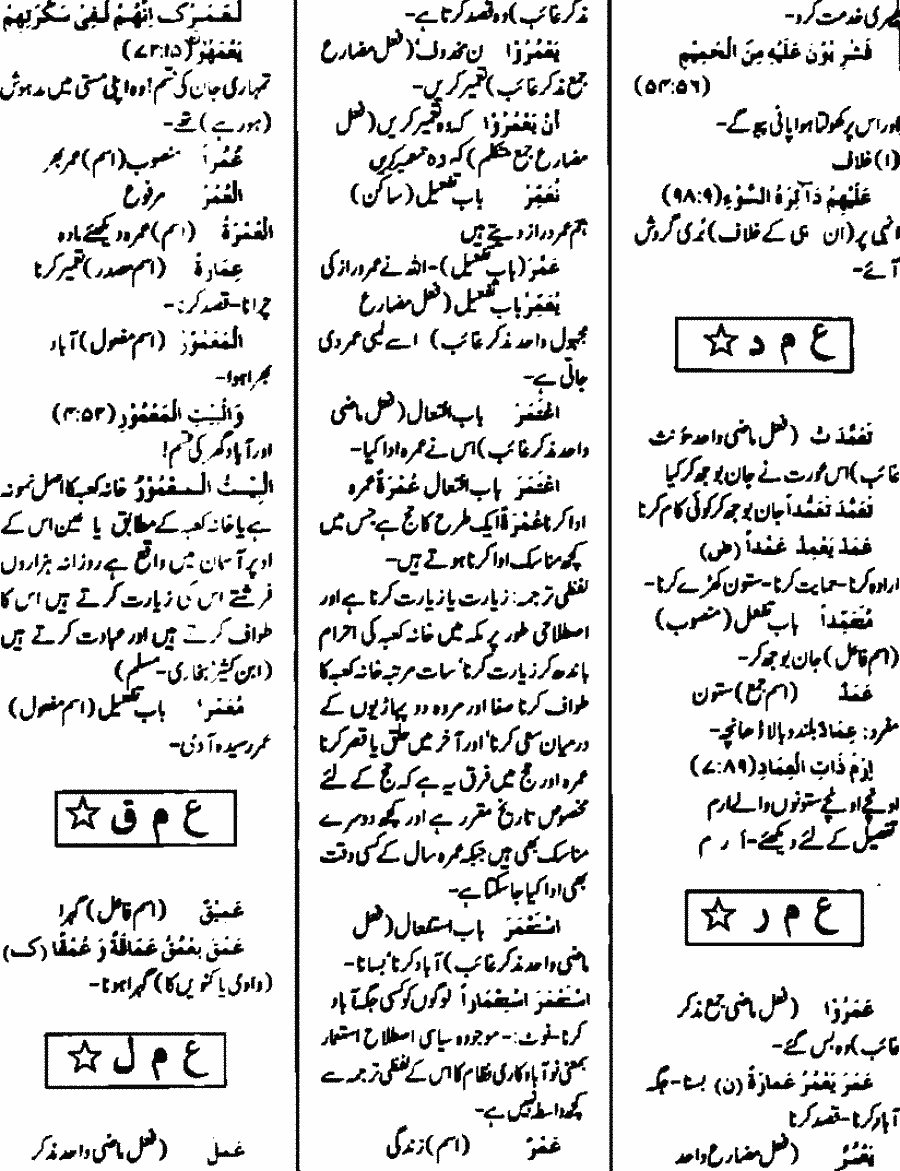 پھری خدمت کرو-
فَشٰرِ بُوْنَ عَلَیْهِ مِنَ الْحَمِیْمِ
(۵۴:۵۶)
اور اس پر کھولتا ہوا پانی پیو گے-
(۱) خلاف
عَلَیْهِمْ دَآئِرَةُ السَّوْءِ (۹۸:۹)
انہی پر (ان ہی کے خلاف) بُری گردش
آئے-
ع م د ☆
تَعَمَّدَ تْ (فعل ماضی واحد مؤنث
غائب) اس عورت نے جان بوجھ کر کیا
تَعَمَّدَ تَعَمُّداً جان بوجھ کر کوئی کام کرنا
عَمَدَ یَعْمِدُ عَمْداً (ض)
ارادہ کرنا-حمایت کرنا-ستون کھڑے کرنا-
مُتَعَمِّداً باب تفعل (منصوب)
(اسم فاعل) جان بوجھ کر-
عَمَدٌ (اسم جمع) ستون
مفرد: عِمَادٌ بلند و بالا ڈھانچہ-
اِرَمَ ذَاتِ الْعِمَادِ (۷:۸۹)
اونچے اونچے ستونوں والے ارم
تفصیل کے لئے دیکھئے-أ ر م
ع م ر ☆
عَمَرُوْا (فعل ماضی جمع مذکر
غائب) وہ بس گئے-
عَمَرَ یَعْمُرُ عِمَارَةً (ن) بسنا-جگہ
آباد کرنا-قصد کرنا
یَعْمُرُ (فعل مضارع واحد
مذکر غائب) وہ قصد کرتا ہے-
یَعْمُرُوْا ن محذوف (فعل مضارع
جمع مذکر غائب) تعمیر کریں-
أَنْ یَعْمُرُوْا کہ وہ تعمیر کریں (فعل
مضارع جمع متکلم) کہ وہ تعمیر کریں
نُعَمِّرْ باب تفعیل (ساکن)
ہم عمر دراز دیتے ہیں
عَمَّرَ (باب تفعیل)-اللہ نے عمر دراز کی
یُعَمَّرُ باب تفعیل (فعل مضارع
مجہول واحد مذکر غائب) اسے لمبی عمر دی
جاتی ہے-
اعْتَمَرَ باب افتعال (فعل ماضی
واحد مذکر غائب) اس نے عمرہ ادا کیا-
اعْتَمَرَ باب افتعال عُمْرَةً عمرہ
ادا کرنا عُمْرَةً ایک طرح کا حج ہے جس میں
کچھ مناسک ادا کرنا ہوتے ہیں-
لفظی ترجمہ: زیارت یا زیارت کرنا ہے اور
اصطلاحی طور پر مکہ میں خانہ کعبہ کی احرام
باندھ کر زیارت کرنا سات مرتبہ خانہ کعبہ کا
طواف کرنا صفا اور مروہ دو پہاڑیوں کے
درمیان سعی کرنا اور آخر میں حلق یا قصر کرنا
عمرہ اور حج میں فرق یہ ہے کہ حج کے لئے
مخصوص تاریخ مقرر ہے اور کچھ دوسرے
مناسک بھی ہیں جبکہ عمرہ سال کے کسی وقت
بھی ادا کیا جا سکتا ہے-
اسْتَعْمَرَ باب استفعال (فعل
ماضی واحد مذکر غائب) آباد کرنا بسانا-
اسْتَعْمَرَ اسْتِعْمَاراً لوگوں کو کسی جگہ آباد
کرنا-نوٹ:-موجودہ سیاسی اصطلاح استعمار
بمعنی نو آبادکاری نظام کا اس کے لفظی ترجمہ سے
کچھ واسطہ نہیں ہے-
عَمْرٌ (اسم) زندگی
لَعَمْرُکَ اِنَّهُمْ لَفِیْ سَکْرَتِهِمْ
یَعْمَهُوْنَ (۷۲:۱۵)
تمہاری جان کی قسم! وہ اپنی مستی میں مدہوش
(ہو رہے) تھے-
عُمُراً منصوب (اسم) عمر بھر
الْعُمُرُ مرفوع
الْعُمْرَةُ (اسم) عمرہ دیکھئے مادہ
عِمَارَةُ (اسم مصدر) تعمیر کرنا
چرانا-قصد کرنا-
الْمَعْمُوْرُ (اسم مفعول) آباد
بھرا ہوا-
وَالْبَیْتِ الْمَعْمُوْرِ (۴:۵۲)
اور آباد گھر کی قسم!
الْبَیْتُ الْمَعْمُوْرُ خانہ کعبہ کا اصل نمونہ
ہے یا خانہ کعبہ کے مطابق یا عین اس کے
اوپر آسمان میں واقع ہے روزانہ ہزاروں
فرشتے اس کی زیارت کرتے ہیں اس کا
طواف کرتے ہیں اور عبادت کرتے ہیں
(ابن کثیر بخاری-مسلم)
مُعَمَّرٌ باب تفعیل (اسم مفعول)
عمر رسیدہ آدمی-
ع م ق ☆
عَمِیْقٌ (اسم فاعل) گہرا
عَمُقَ یَعْمُقُ عَمَاقَةً وَ عُمْقًا (ک)
(وادی یا کنویں کا) گہرا ہونا-
ع م ل ☆
عَمِلَ (فعل ماضی واحد مذکر